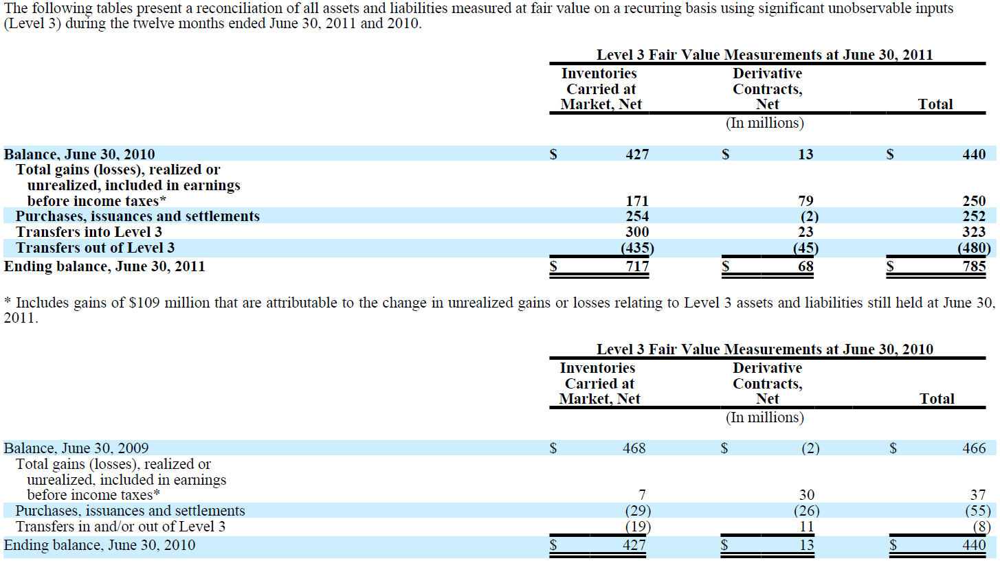 The following tables present a reconciliation of all assets and liabilities measured at fair value on a recurring basis using significant unobservable inputs
(Level 3) during the twelve months ended June 30, 2011 and 2010.
Level 3 Fair Value Measurements at June 30, 2011
Inventories Derivative
Carried at Contracts,
Market, Net Net Total
(In millions)
Balance, June 30, 2010 $ 427 $ 13 $ 440
Total gains (losses), realized or
unrealized, included in earnings
before income taxes* 171 79 250
Purchases, issuances and settlements 254 (2) 252
Transfers into Level 3 300 23 323
Transfers out of Level 3 (435) (45) (480)
Ending balance, June 30, 2011 $ 717 $ 68 $ 785
* Includes gains of $109 million that are attributable to the change in unrealized gains or losses relating to Level 3 assets and liabilities still held at June 30,
2011.
Level 3 Fair Value Measurements at June 30, 2010
Inventories Derivative
Carried at Contracts,
Market, Net Net Total
(In millions)
Balance, June 30, 2009 $ 468 $ (2) $ 466
Total gains (losses), realized or
unrealized, included in earnings
before income taxes* 7 30 37
Purchases, issuances and settlements (29) (26) (55)
Transfers in and/or out of Level 3 (19) 11 (8)
Ending balance, June 30, 2010 $ 427 $ 13 $ 440